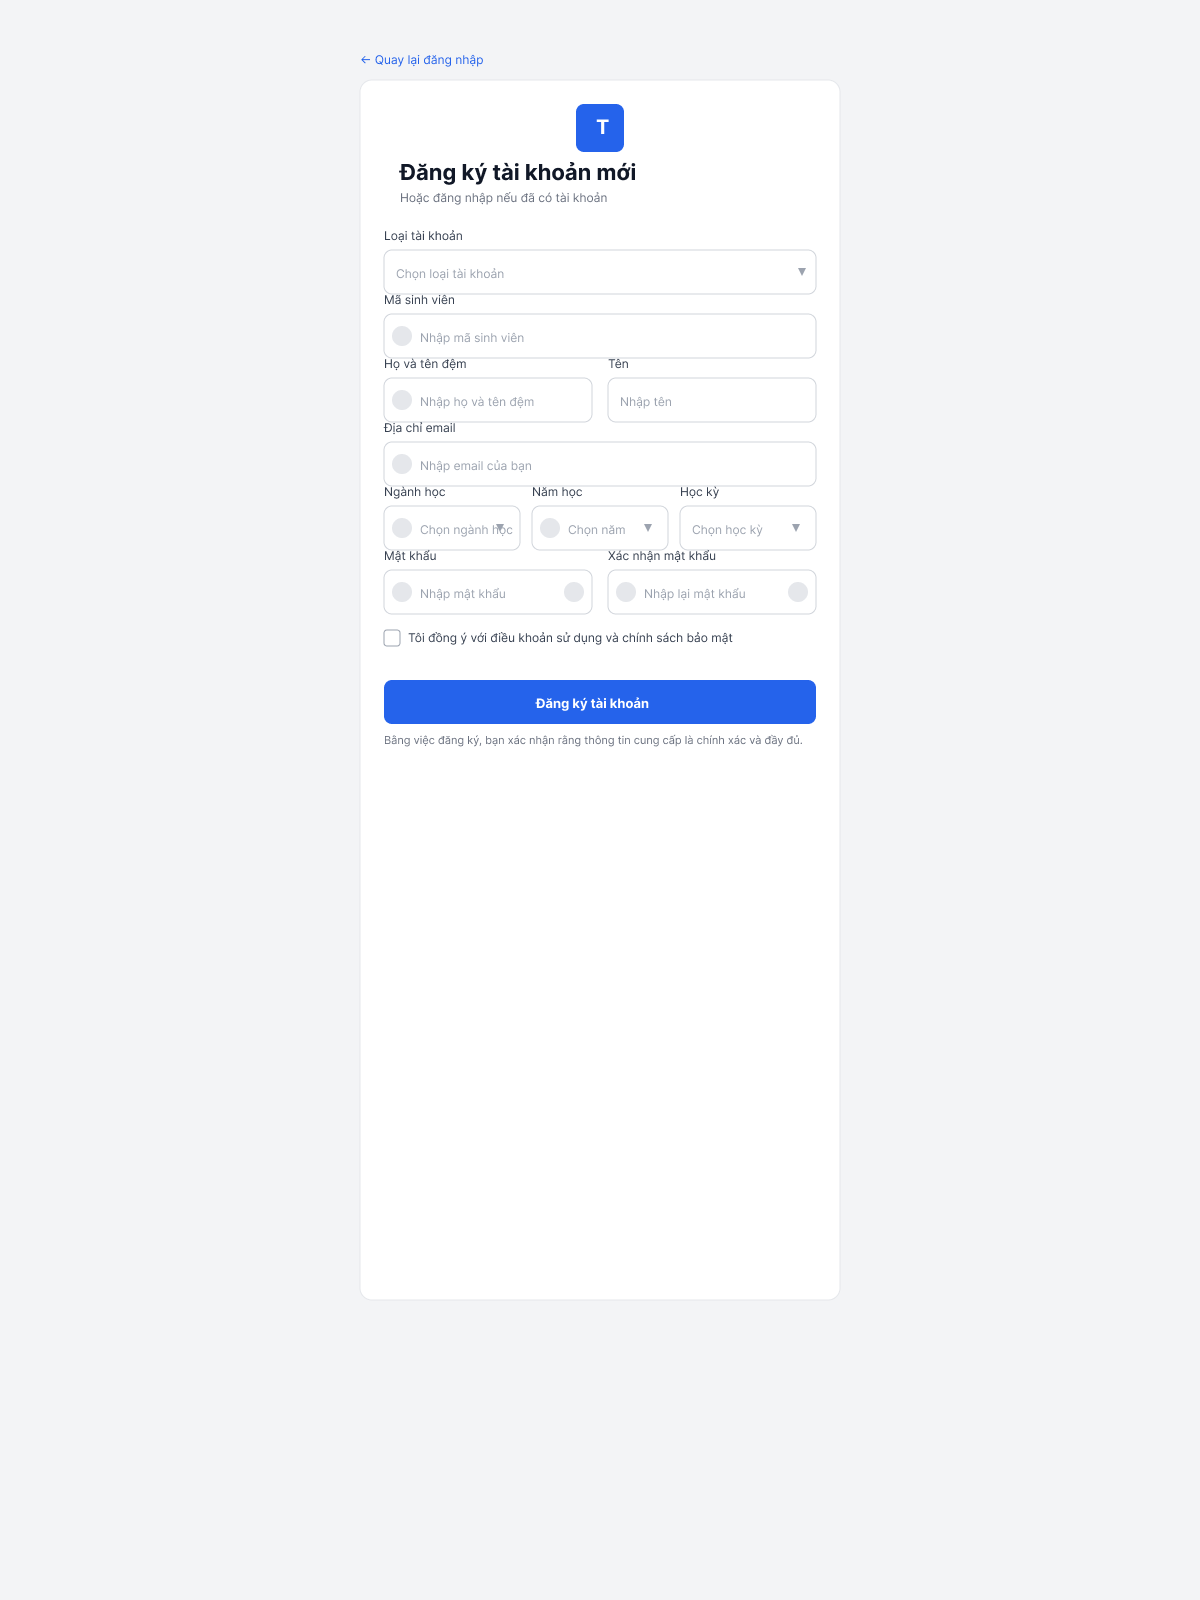 ← Quay lại đăng nhập
T
Đăng ký tài khoản mới
Hoặc đăng nhập nếu đã có tài khoản
Loại tài khoản
Chọn loại tài khoản
Mã sinh viên
Nhập mã sinh viên
Họ và tên đệm Tên
Nhập họ và tên đệm Nhập tên
Địa chỉ email
Nhập email của bạn
Ngành học Năm học Học kỳ
Chọn ngành học Chọn năm Chọn học kỳ
Mật khẩu Xác nhận mật khẩu
Nhập mật khẩu Nhập lại mật khẩu
Tôi đồng ý với điều khoản sử dụng và chính sách bảo mật
Đăng ký tài khoản
Bằng việc đăng ký, bạn xác nhận rằng thông tin cung cấp là chính xác và đầy đủ.